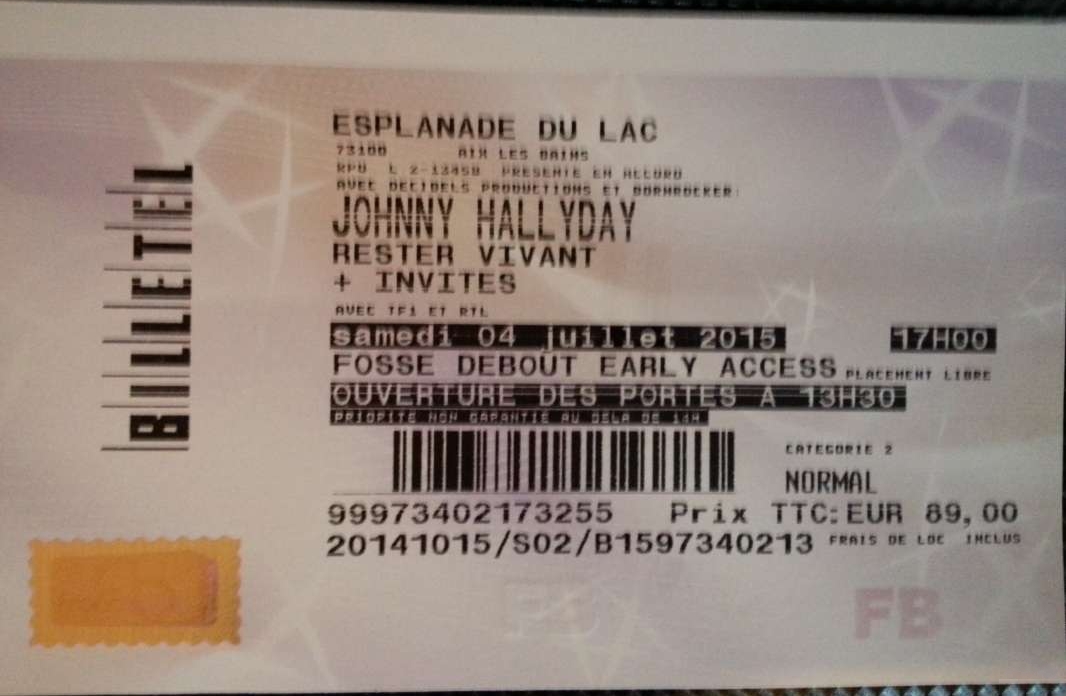 BILLETEL
ESPLANADE DU LAC
73100 AIX LES BAINS
RPO L 2-13458 PRESENTE EN ACCORD
AVEC DECIBELS PRODUCTIONS ET BORNROCKER
JOHNNY HALLYDAY
RESTER VIVANT
+ INVITES
AVEC TF1 ET RTL
samedi 04 juillet 2015 17H00
FOSSE DEBOUT EARLY ACCESS PLACEMENT LIBRE
OUVERTURE DES PORTES A 13H30
PRIORITE NON GARANTIE AU DELA DE 14H
CATEGORIE 2
NORMAL
99973402173255 Prix TTC: EUR 89,00
20141015/S02/B1597340213 FRAIS DE LOC INCLUS
FB